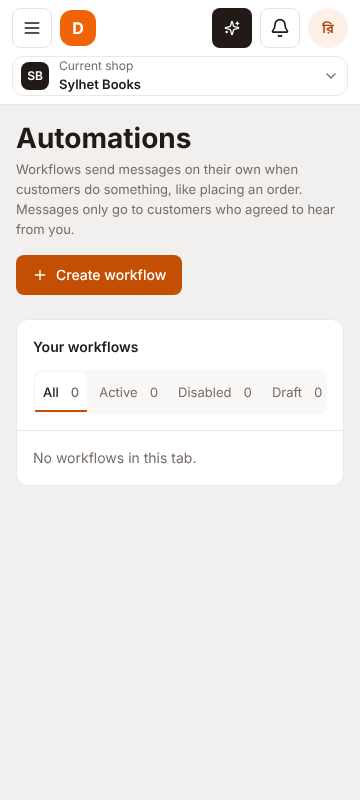 D
রি
SB
Current shop
Sylhet Books
Automations
Workflows send messages on their own when
customers do something, like placing an order.
Messages only go to customers who agreed to hear
from you.
+ Create workflow
Your workflows
All 0 Active 0 Disabled 0 Draft 0
No workflows in this tab.